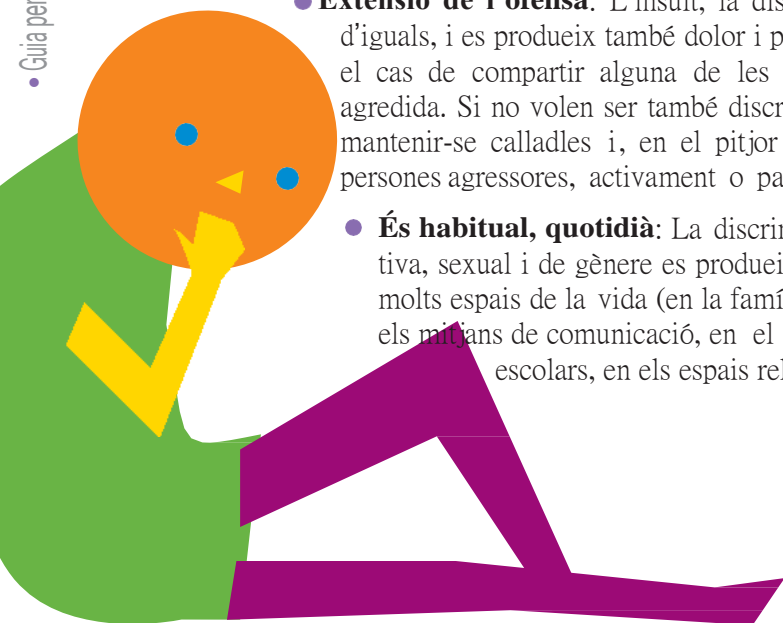 • Guia per
• Extensió de l'ofensa: L'insult, la dis
d'iguals, i es produeix també dolor i p
el cas de compartir alguna de les
agredida. Si no volen ser també discr
mantenir-se calladles i, en el pitjor
persones agressores, activament o pa
• És habitual, quotidià: La discrir
tiva, sexual i de gènere es produei
molts espais de la vida (en la famí
els mitjans de comunicació, en el
escolars, en els espais rel